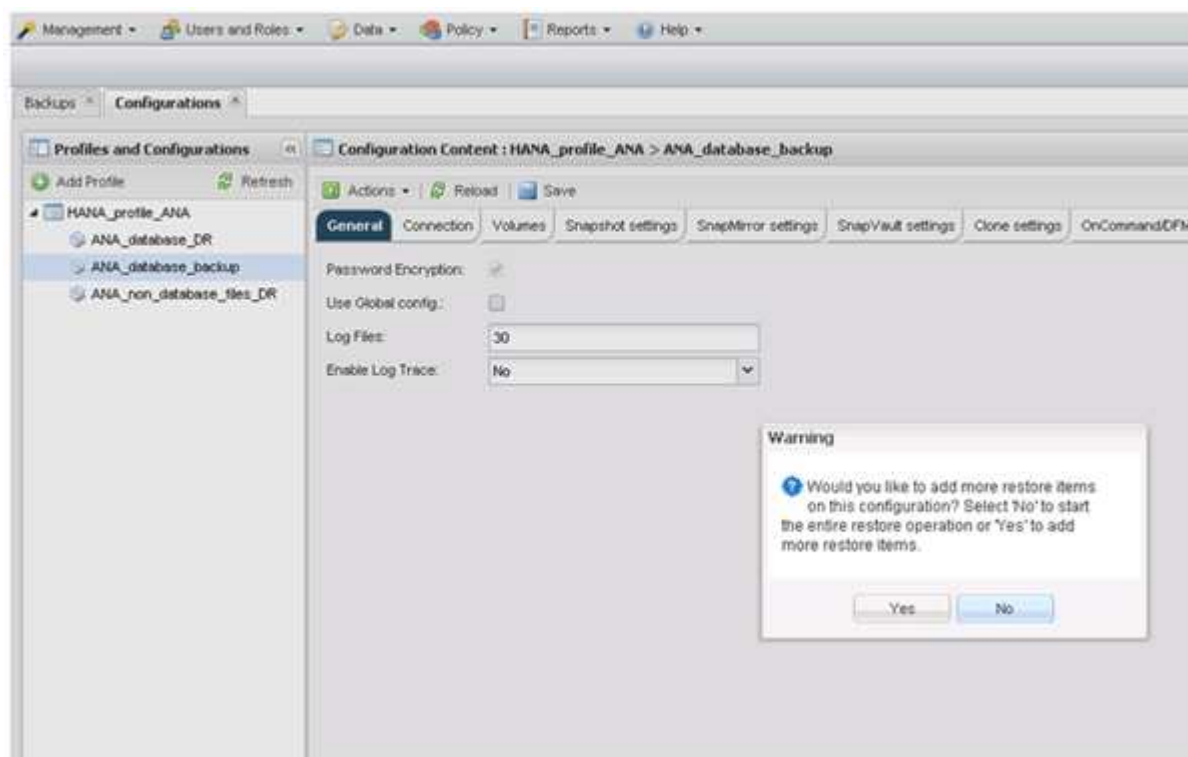 Management Users and Roles Data Policy Reports Help
Backups Configurations
Profiles and Configurations
Configuration Content : HANA_profile_ANA > ANA_database_backup
Add Profile Refresh
Actions Reload Save
HANA_profile_ANA
ANA_database_DR
ANA_database_backup
ANA_non_database_files_DR
General Connection Volumes Snapshot settings SnapMirror settings SnapVault settings Clone settings OnCommand/DFM
Password Encryption:
Use Global config.:
Log Files: 30
Enable Log Trace: No
Warning
Would you like to add more restore items
on this configuration? Select 'No' to start
the entire restore operation or 'Yes' to add
more restore items.
Yes No